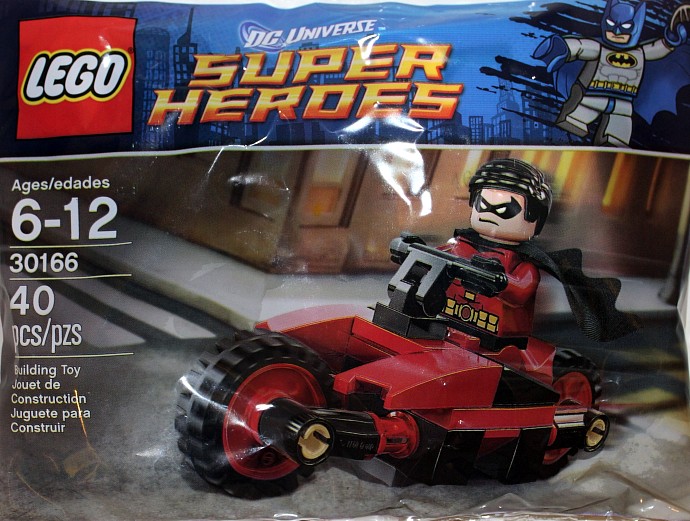 LEGO
DC UNIVERSE
SUPER
HEROES
Ages/edades
6-12
30166
40
pcs/pzs
Building Toy
Jouet de
Construction
Juguete para
Construir